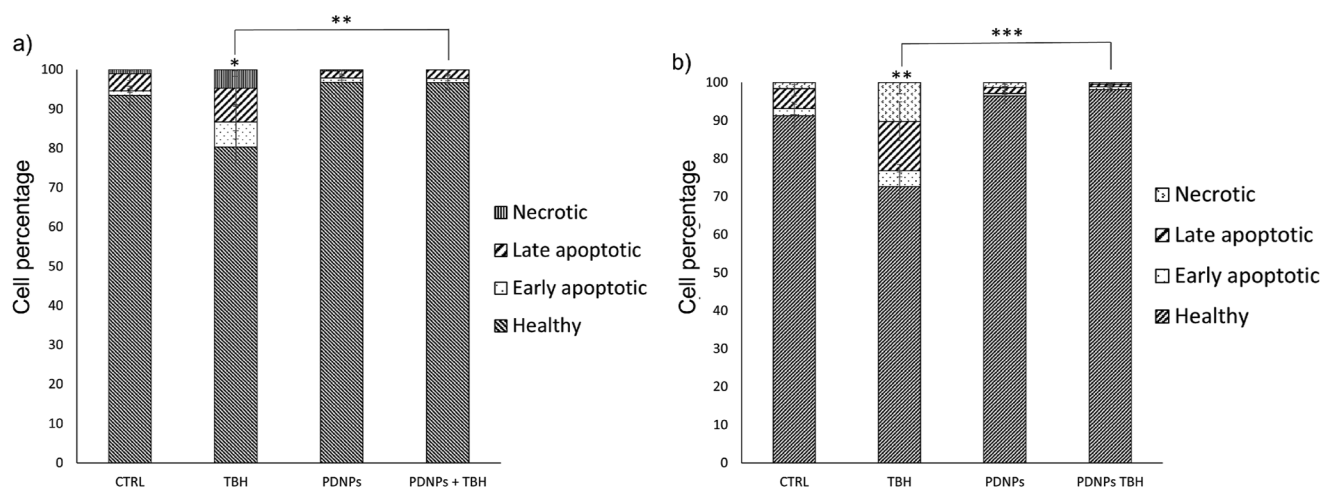 a)
**
*
100
90
80
70
60
50
40
30
20
10
0
Cell percentage
CTRL TBH PDNPs PDNPs + TBH
Necrotic
Late apoptotic
Early apoptotic
Healthy
b)
***
**
100
90
80
70
60
50
40
30
20
10
0
Cell percentage
CTRL TBH PDNPs PDNPs TBH
Necrotic
Late apoptotic
Early apoptotic
Healthy